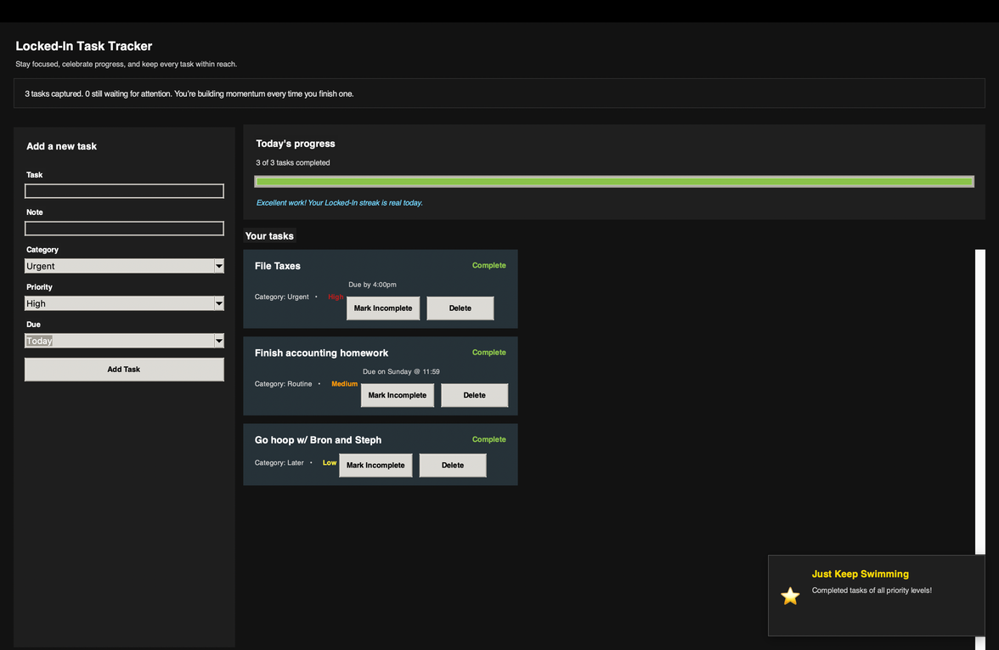 Locked-In Task Tracker
Stay focused, celebrate progress, and keep every task within reach.
3 tasks captured. 0 still waiting for attention. You're building momentum every time you finish one.
Add a new task
Task
Note
Category
Urgent
Priority
High
Due
Today
Add Task
Today's progress
3 of 3 tasks completed
Excellent work! Your Locked-In streak is real today.
Your tasks
File Taxes
Complete
Due by 4:00pm
Category: Urgent • High
Mark Incomplete
Delete
Finish accounting homework
Complete
Due on Sunday @ 11:59
Category: Routine • Medium
Mark Incomplete
Delete
Go hoop w/ Bron and Steph
Complete
Category: Later • Low
Mark Incomplete
Delete
Just Keep Swimming
Completed tasks of all priority levels!